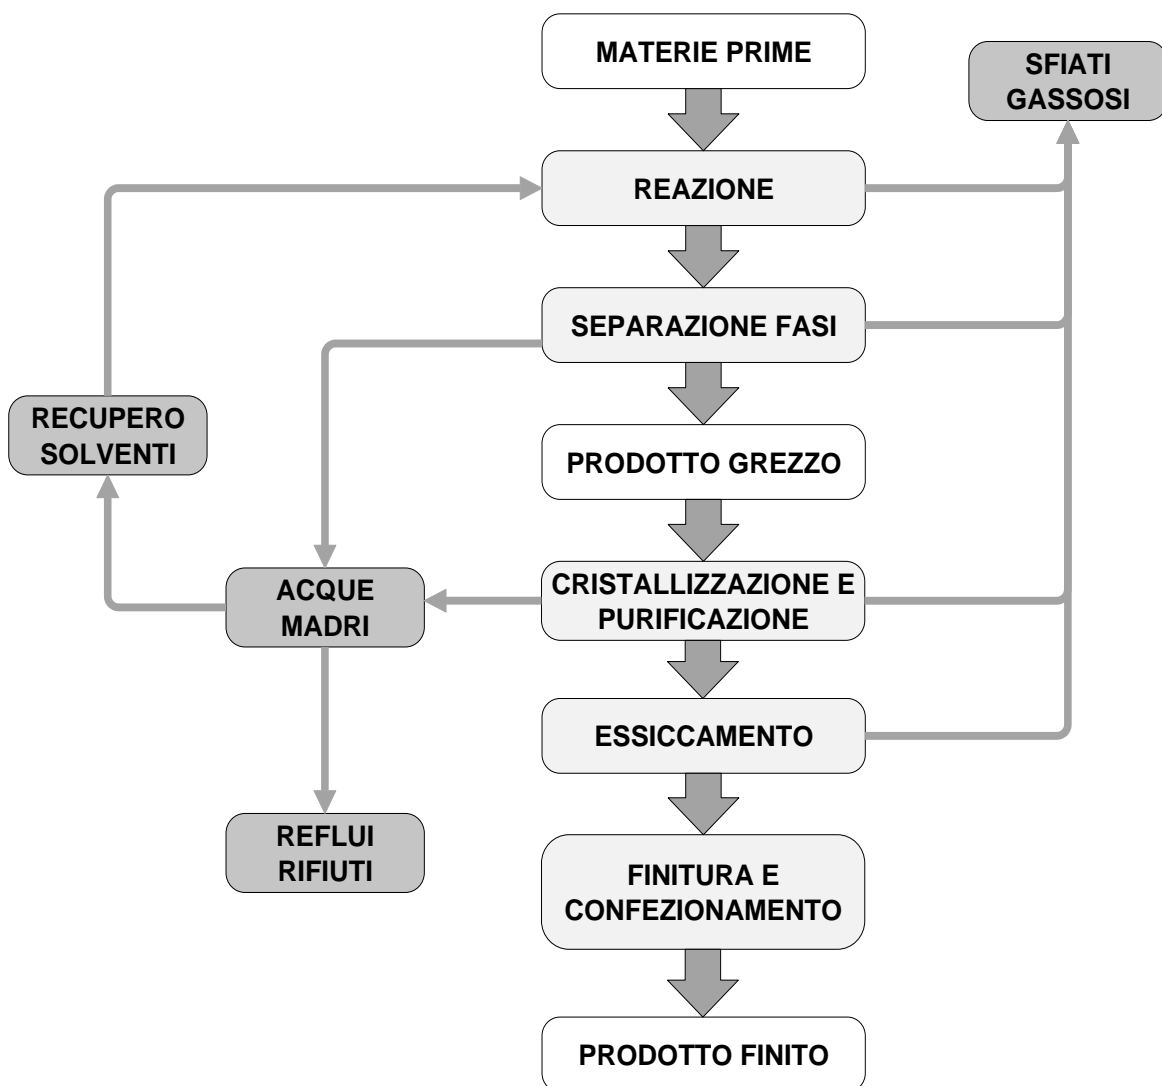 MATERIE PRIME
SFIATI
GASSOSI
REAZIONE
SEPARAZIONE FASI
RECUPERO
SOLVENTI
PRODOTTO GREZZO
ACQUE
MADRI
CRISTALLIZZAZIONE E
PURIFICAZIONE
ESSICCAMENTO
REFLUI
RIFIUTI
FINITURA E
CONFEZIONAMENTO
PRODOTTO FINITO